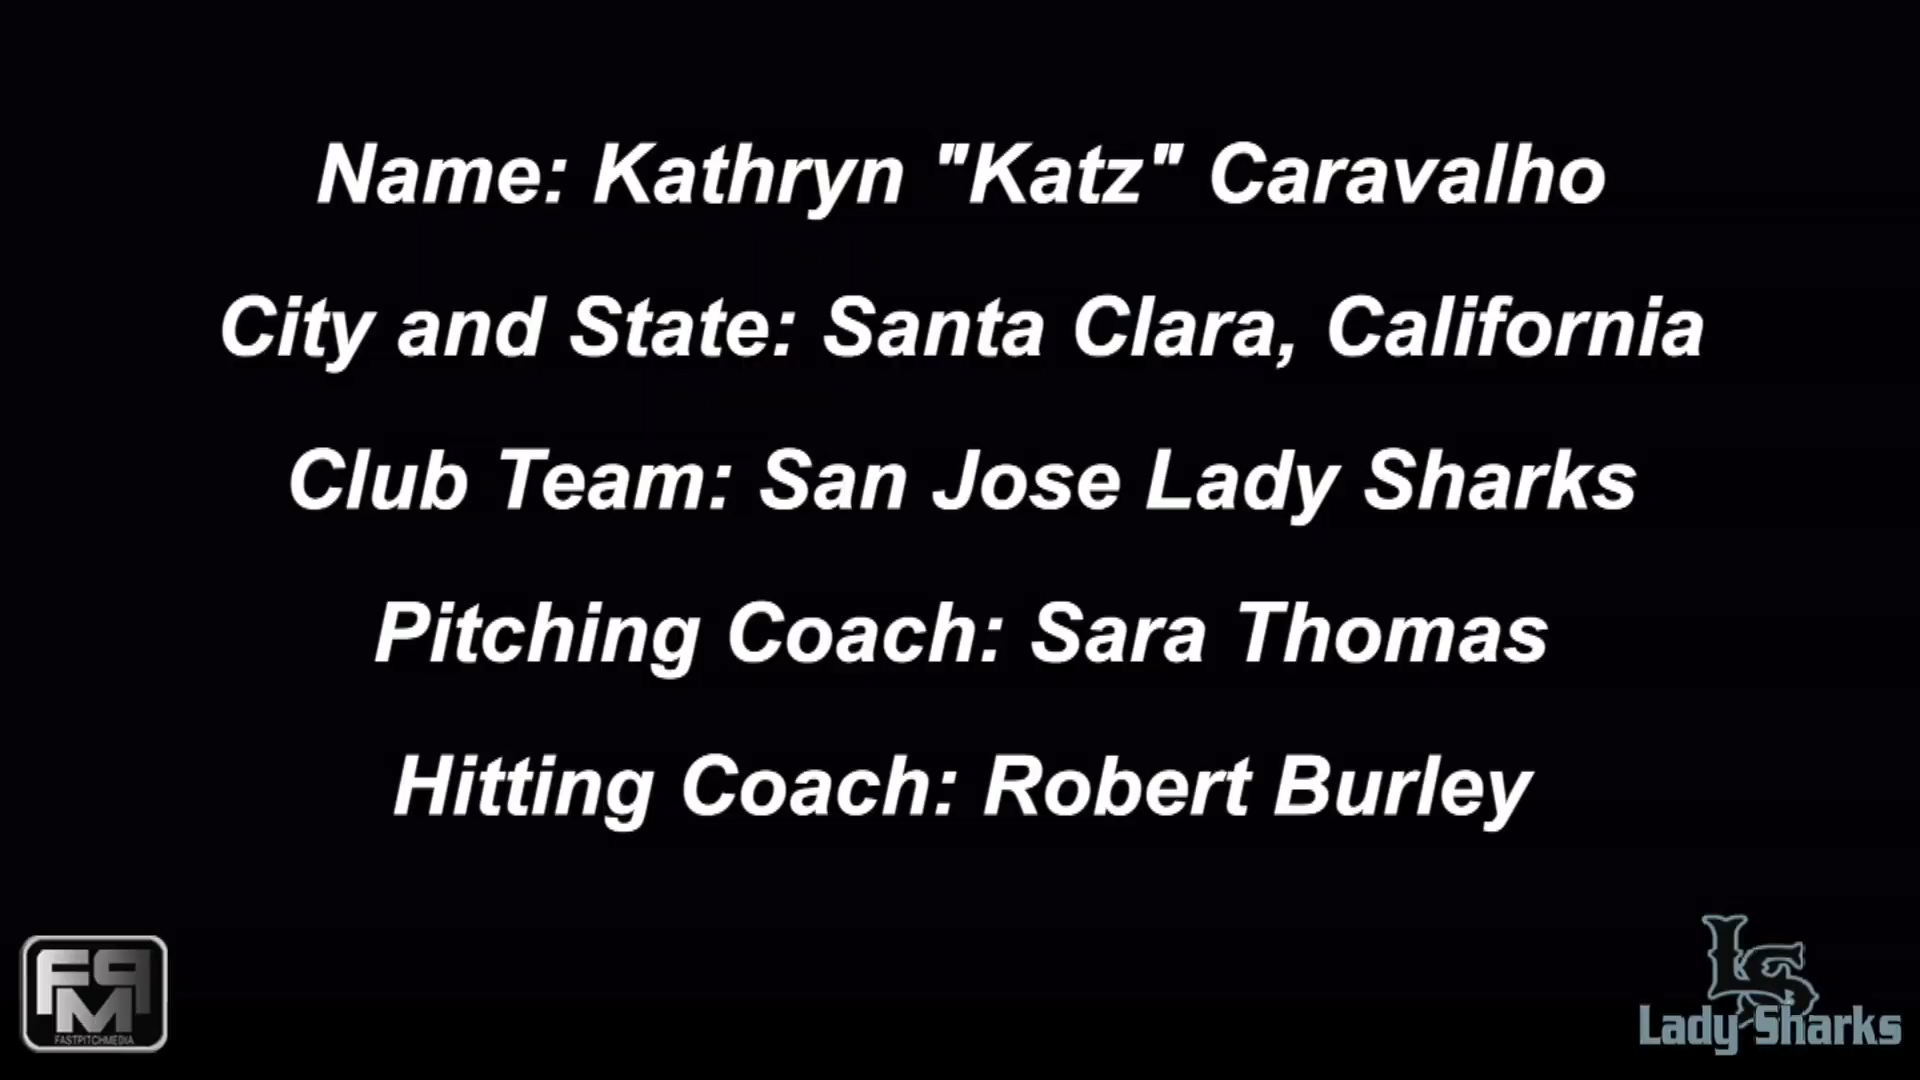 Name: Kathryn "Katz" Caravalho
City and State: Santa Clara, California
Club Team: San Jose Lady Sharks
Pitching Coach: Sara Thomas
Hitting Coach: Robert Burley
FPM
FASTPITCHMEDIA
LS
Lady Sharks